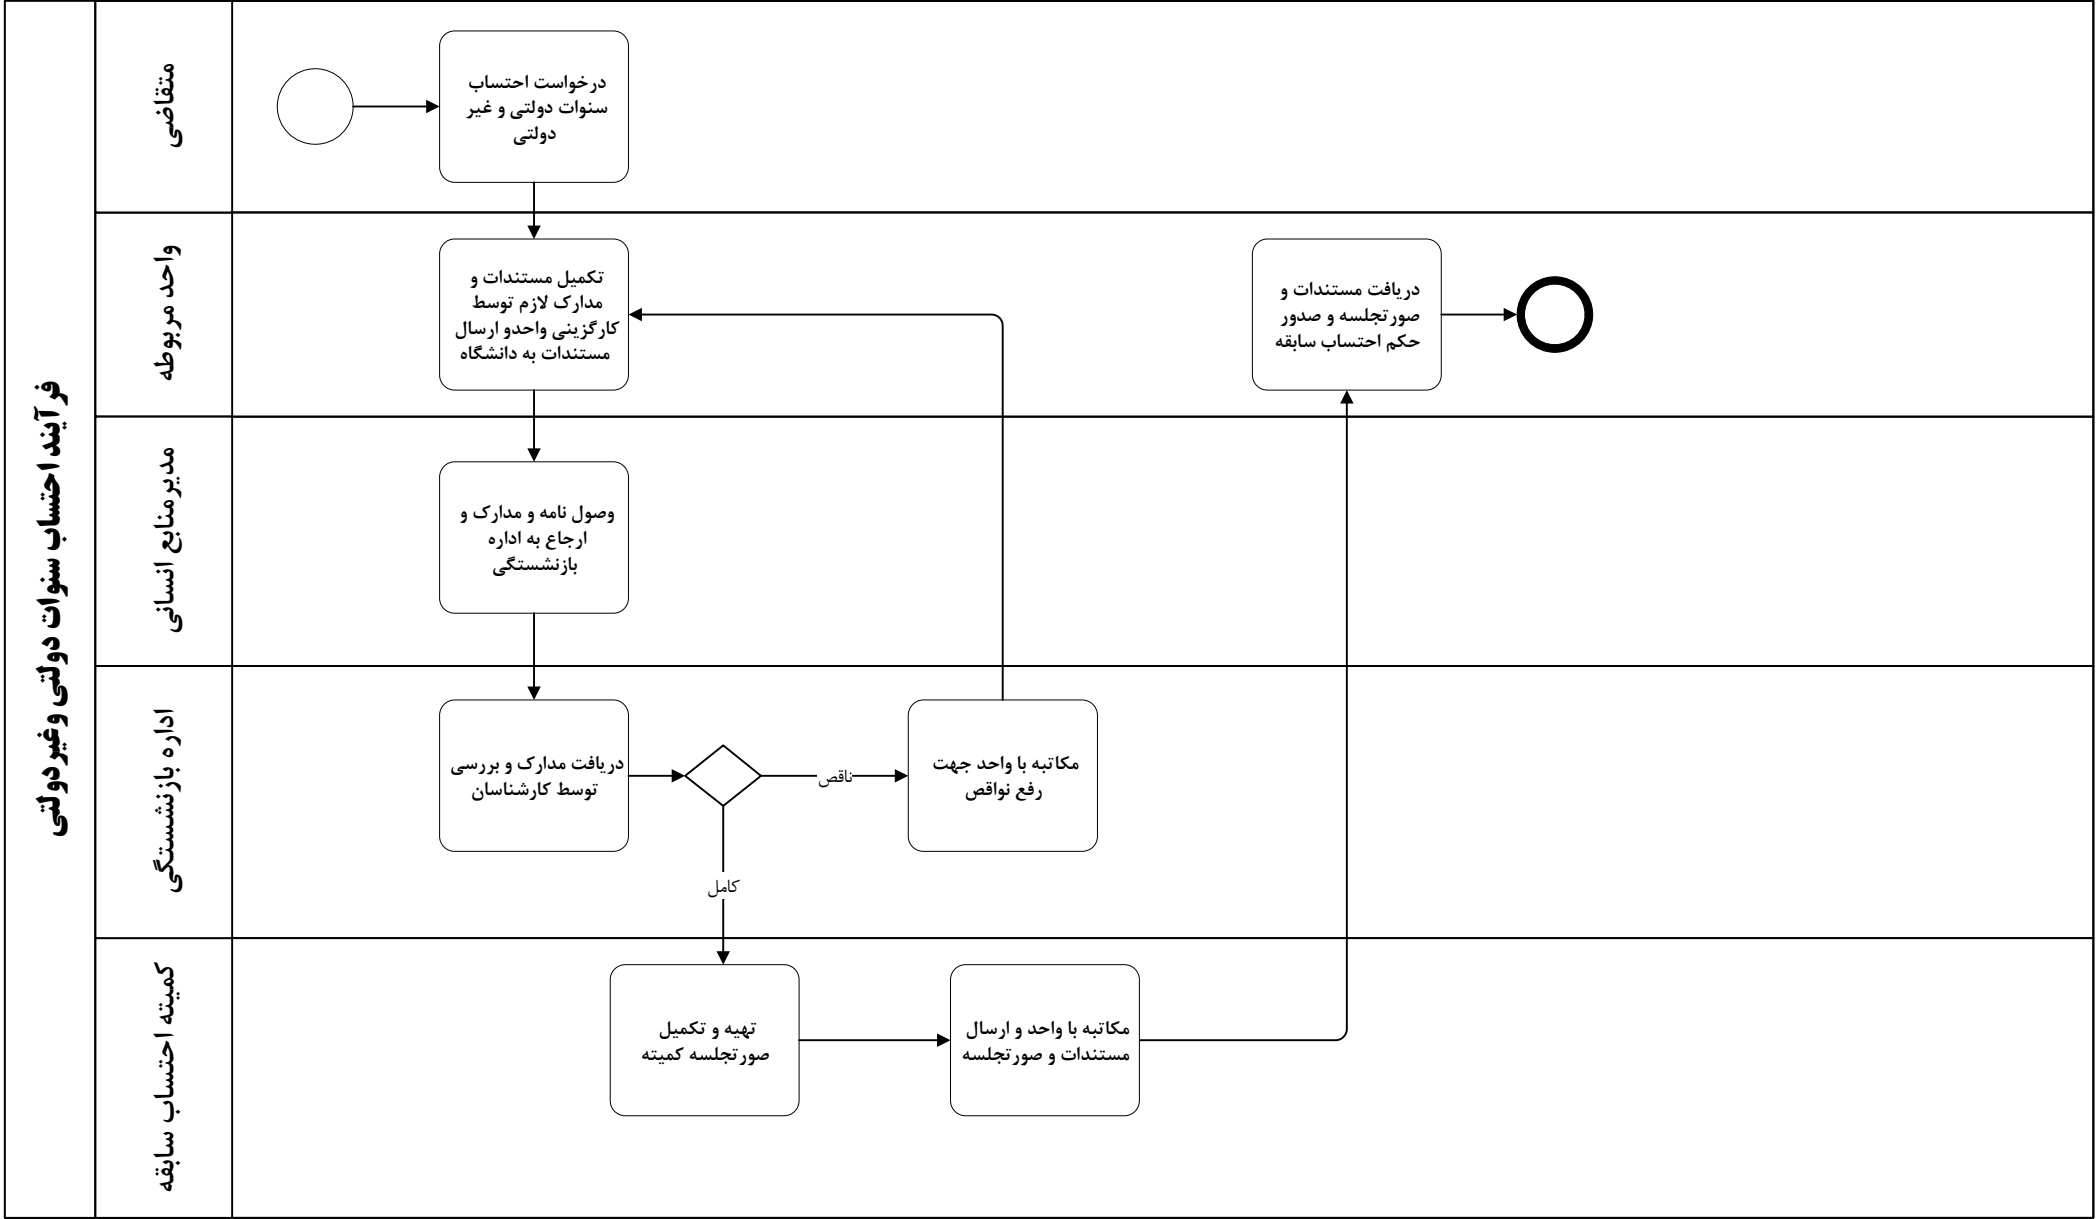 فرآیند احتساب سنوات دولتی و غیردولتی
متقاضی
درخواست احتساب
سنوات دولتی و غیر
دولتی
واحد مربوطه
تکمیل مستندات و
مدارک لازم توسط
کارگزینی واحدو ارسال
مستندات به دانشگاه
دریافت مستندات و
صورتجلسه و صدور
حکم احتساب سابقه
مدیرمنابع انسانی
وصول نامه و مدارک و
ارجاع به اداره
بازنشستگی
اداره بازنشستگی
دریافت مدارک و بررسی
توسط کارشناسان
ناقص
مکاتبه با واحد جهت
رفع نواقص
کامل
کمیته احتساب سابقه
تهیه و تکمیل
صورتجلسه کمیته
مکاتبه با واحد و ارسال
مستندات و صورتجلسه